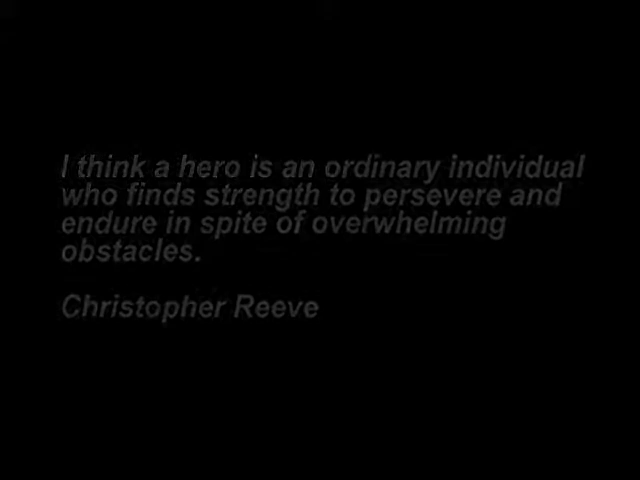 I think a hero is an ordinary individual
who finds strength to persevere and
endure in spite of overwhelming
obstacles.
Christopher Reeve